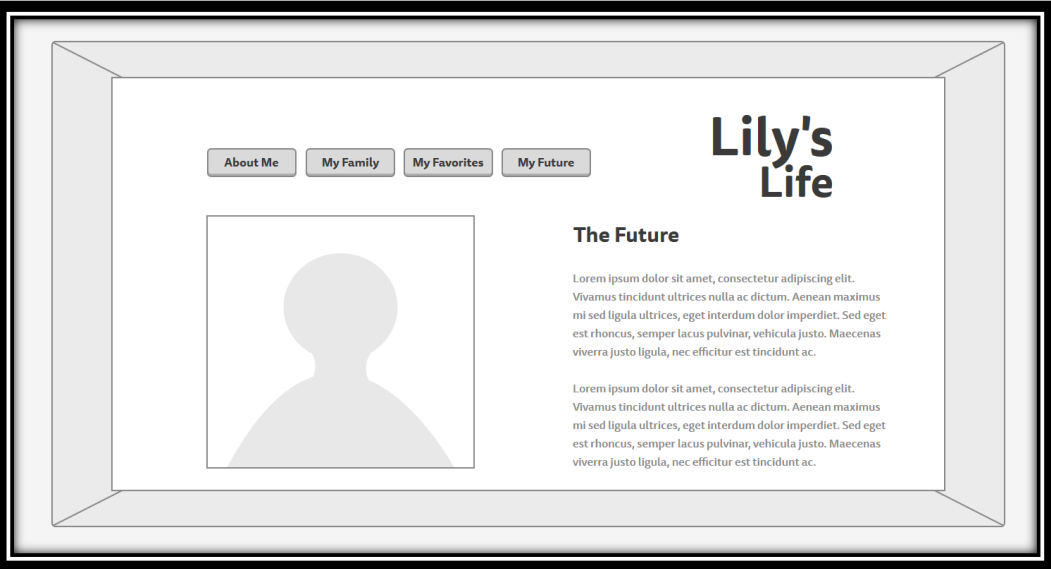 Lily's
Life
About Me
My Family
My Favorites
My Future
The Future
Lorem ipsum dolor sit amet, consectetur adipiscing elit.
Vivamus tincidunt ultrices nulla ac dictum. Aenean maximus
mi sed ligula ultrices, eget interdum dolor imperdiet. Sed eget
est rhoncus, semper lacus pulvinar, vehicula justo. Maecenas
viverra justo ligula, nec efficitur est tincidunt ac.
Lorem ipsum dolor sit amet, consectetur adipiscing elit.
Vivamus tincidunt ultrices nulla ac dictum. Aenean maximus
mi sed ligula ultrices, eget interdum dolor imperdiet. Sed eget
est rhoncus, semper lacus pulvinar, vehicula justo. Maecenas
viverra justo ligula, nec efficitur est tincidunt ac.